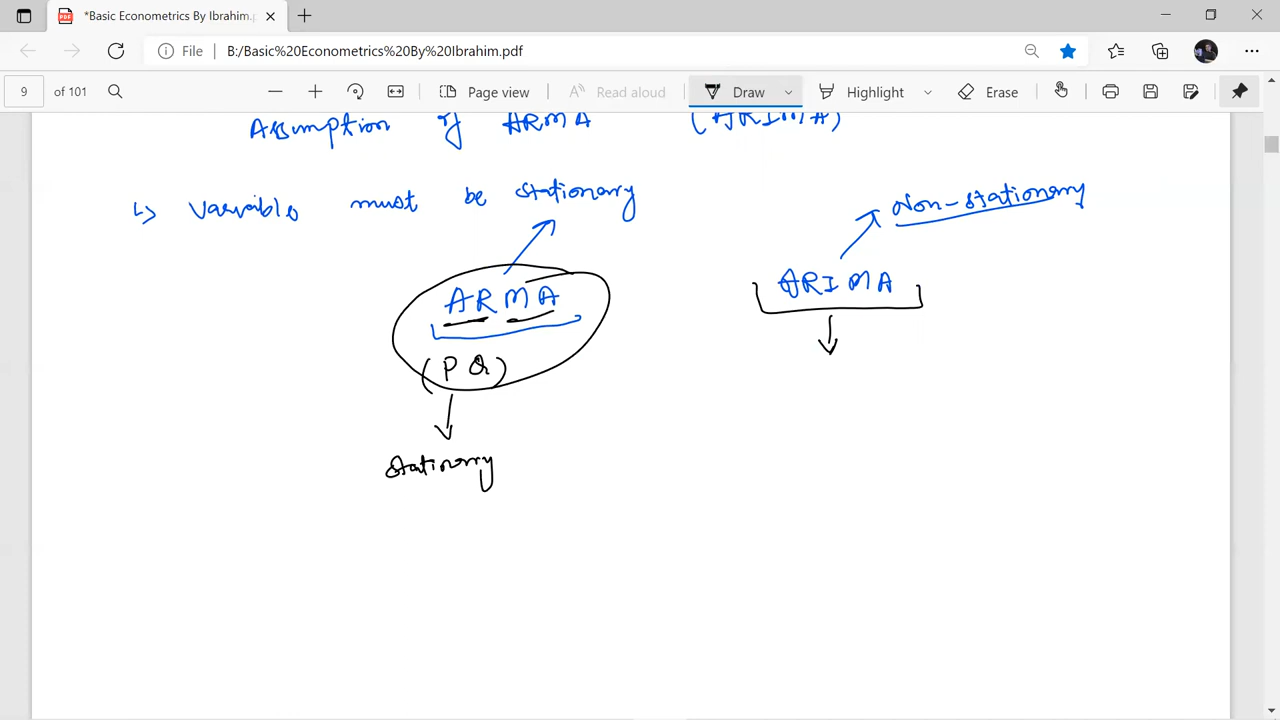 *Basic Econometrics By Ibrahim.p
File B:/Basic%20Econometrics%20By%20Ibrahim.pdf
9 of 101 Page view Read aloud Draw Highlight Erase
Assumption of ARMA (ARIMA)
↳ Variable must be stationary
Non-stationary
ARMA ARIMA
(P Q)
stationary